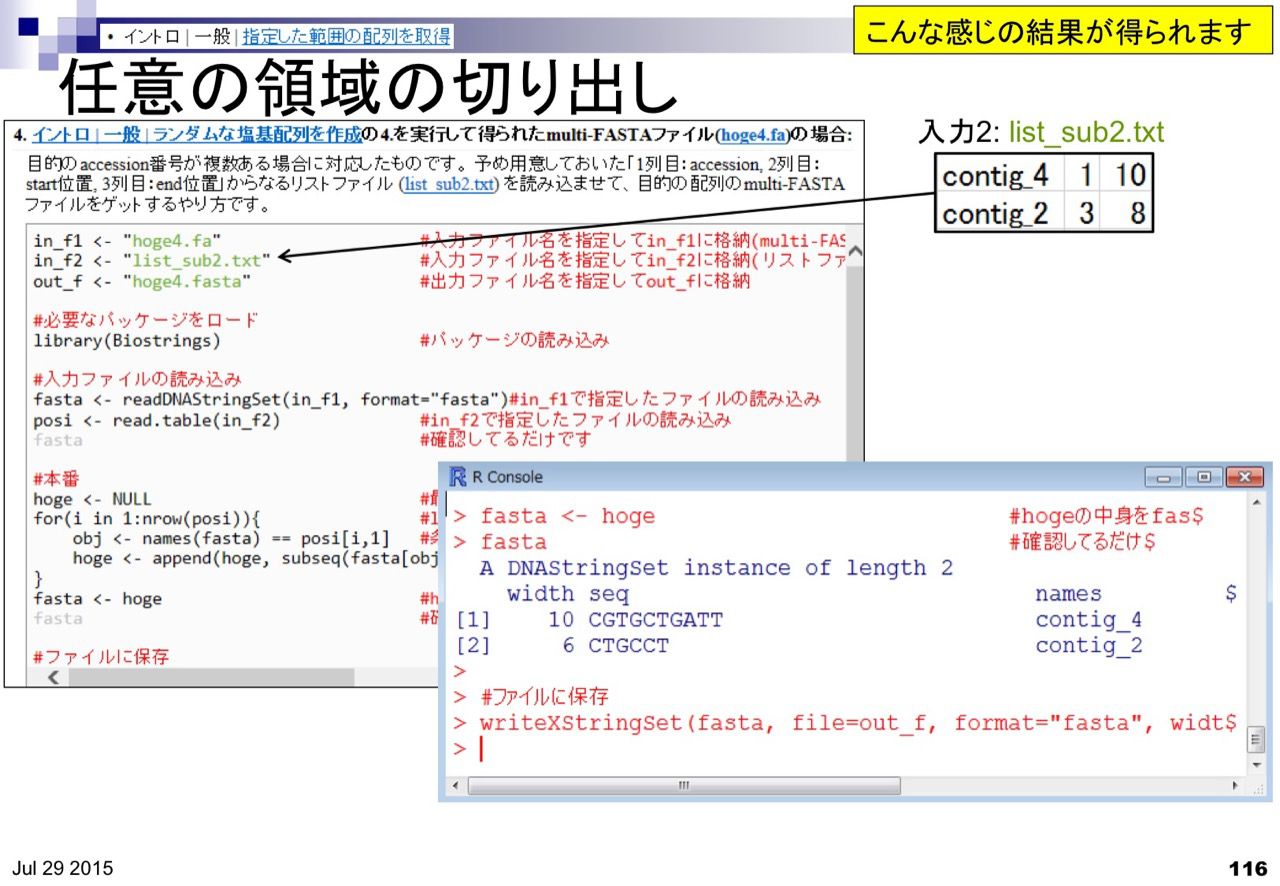 • イントロ | 一般 | 指定した範囲の配列を取得
こんな感じの結果が得られます
任意の領域の切り出し
4. イントロ | 一般 | ランダムな塩基配列を作成の4.を実行して得られたmulti-FASTAファイル(hoge4.fa)の場合:
目的のaccession番号が複数ある場合に対応したものです。予め用意しておいた「1列目:accession, 2列目:
start位置, 3列目:end位置」からなるリストファイル (list_sub2.txt) を読み込ませて、目的の配列のmulti-FASTA
ファイルをゲットするやり方です。
入力2: list_sub2.txt
contig_4 1 10
contig_2 3 8
in_f1 <- "hoge4.fa" #入力ファイル名を指定してin_f1に格納(multi-FAS
in_f2 <- "list_sub2.txt" #入力ファイル名を指定してin_f2に格納(リストファ
out_f <- "hoge4.fasta" #出力ファイル名を指定してout_fに格納
#必要なパッケージをロード
library(Biostrings) #パッケージの読み込み
#入力ファイルの読み込み
fasta <- readDNAStringSet(in_f1, format="fasta")#in_f1で指定したファイルの読み込み
posi <- read.table(in_f2) #in_f2で指定したファイルの読み込み
fasta #確認してるだけです
#本番
hoge <- NULL #
for(i in 1:nrow(posi)){ #
obj <- names(fasta) == posi[i,1] #
hoge <- append(hoge, subseq(fasta[obj
}
fasta <- hoge #h
fasta #
#ファイルに保存
R Console
> fasta <- hoge #hogeの中身をfas$
> fasta #確認してるだけ$
A DNAStringSet instance of length 2
width seq names $
[1] 10 CGTGCTGATT contig_4
[2] 6 CTGCCT contig_2
>
> #ファイルに保存
> writeXStringSet(fasta, file=out_f, format="fasta", widt$
>
Jul 29 2015
116